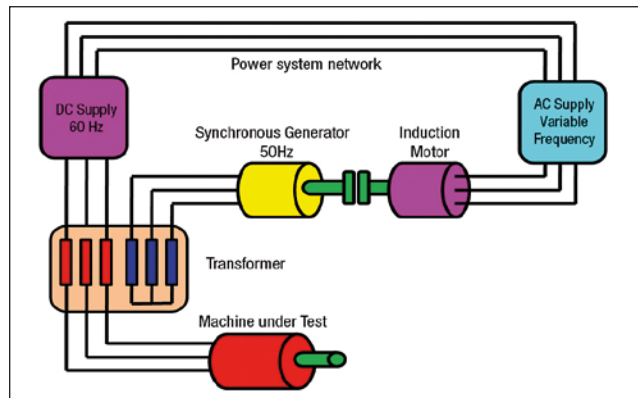 Power system network
DC Supply
60 Hz
AC Supply
Variable
Frequency
Synchronous Generator
50Hz
Induction
Motor
Transformer
Machine under Test